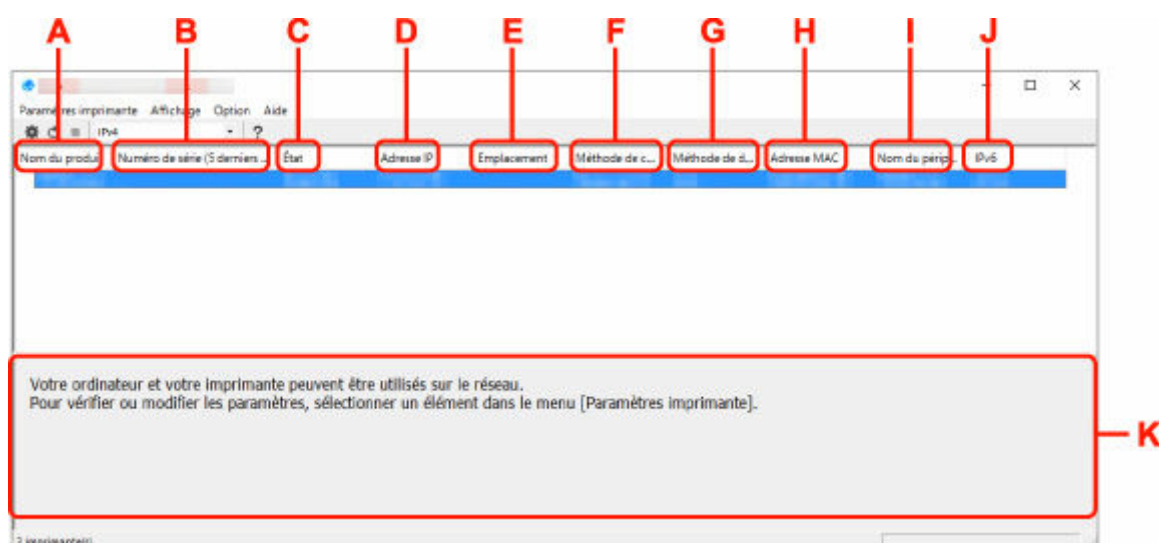 A B C D E F G H I J
Paramètres imprimante Affichage Option Aide
IPv4 ?
Nom du produi Numéro de série (5 derniers ... État Adresse IP Emplacement Méthode de c... Méthode de d... Adresse MAC Nom du périp... IPv6
Votre ordinateur et votre imprimante peuvent être utilisés sur le réseau.
Pour vérifier ou modifier les paramètres, sélectionner un élément dans le menu [Paramètres imprimante].
K
imprimante(s)